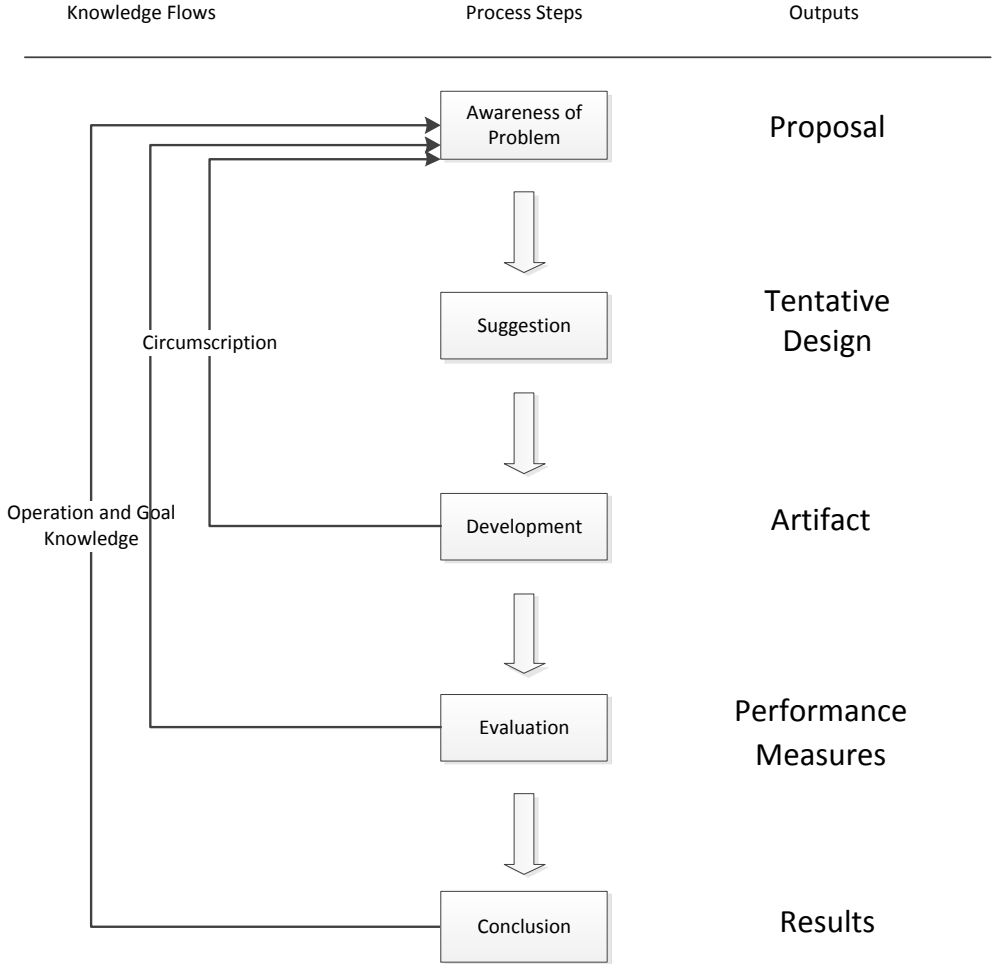 Knowledge Flows
Process Steps
Outputs
Awareness of
Problem
Proposal
Suggestion
Tentative
Design
Circumscription
Operation and Goal
Knowledge
Development
Artifact
Evaluation
Performance
Measures
Conclusion
Results